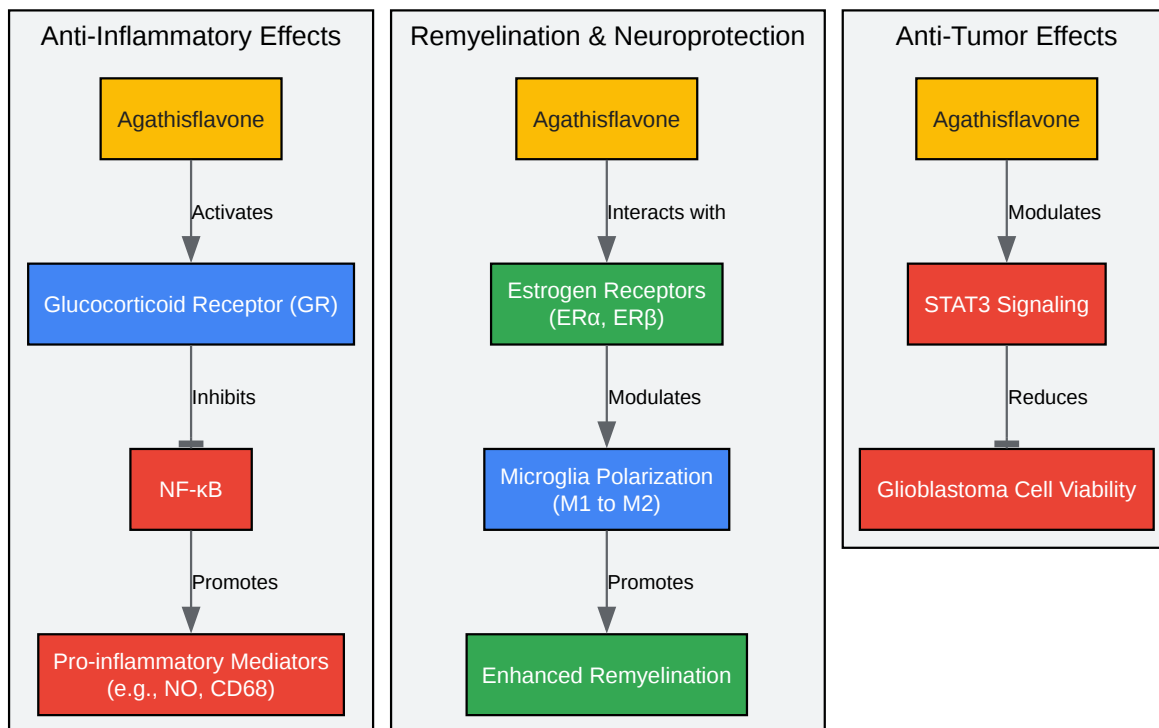 Anti-Inflammatory Effects
Agathisflavone
Activates
Glucocorticoid Receptor (GR)
Inhibits
NF-κB
Promotes
Pro-inflammatory Mediators
(e.g., NO, CD68)
Remyelination & Neuroprotection
Agathisflavone
Interacts with
Estrogen Receptors
(ERα, ERβ)
Modulates
Microglia Polarization
(M1 to M2)
Promotes
Enhanced Remyelination
Anti-Tumor Effects
Agathisflavone
Modulates
STAT3 Signaling
Reduces
Glioblastoma Cell Viability